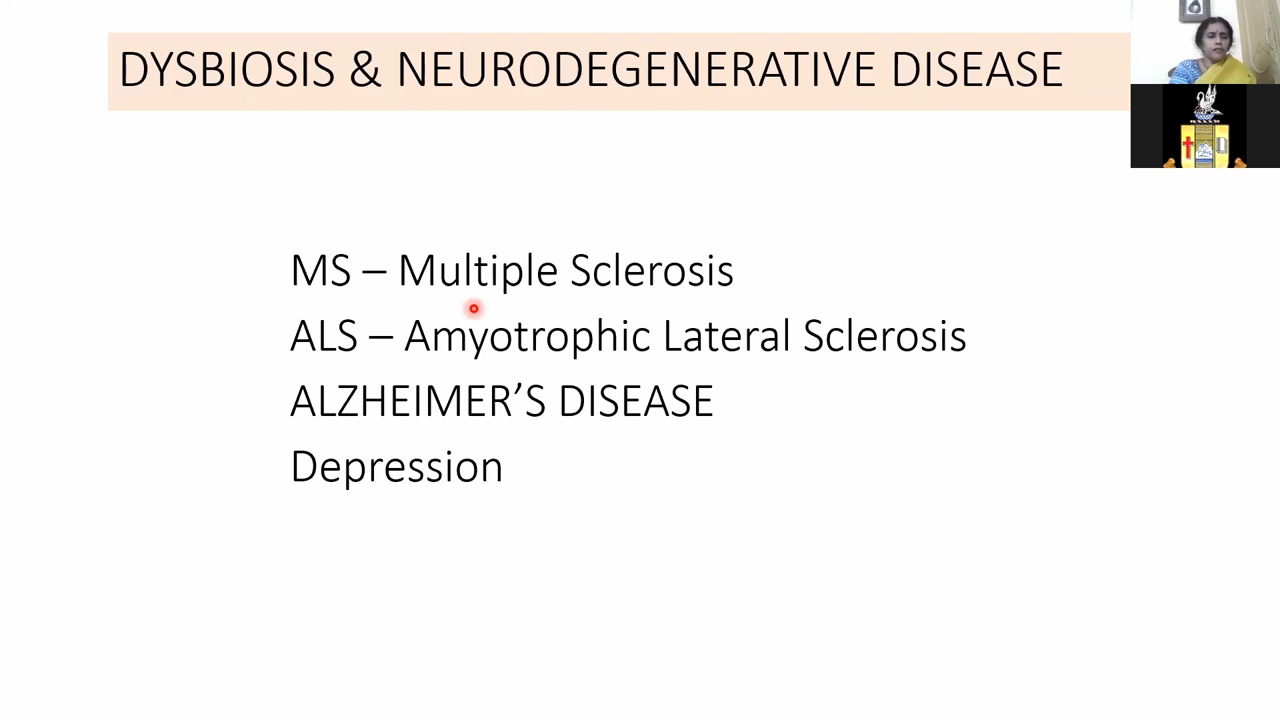 DYSBIOSIS & NEURODEGENERATIVE DISEASE
MS – Multiple Sclerosis
ALS – Amyotrophic Lateral Sclerosis
ALZHEIMER’S DISEASE
Depression